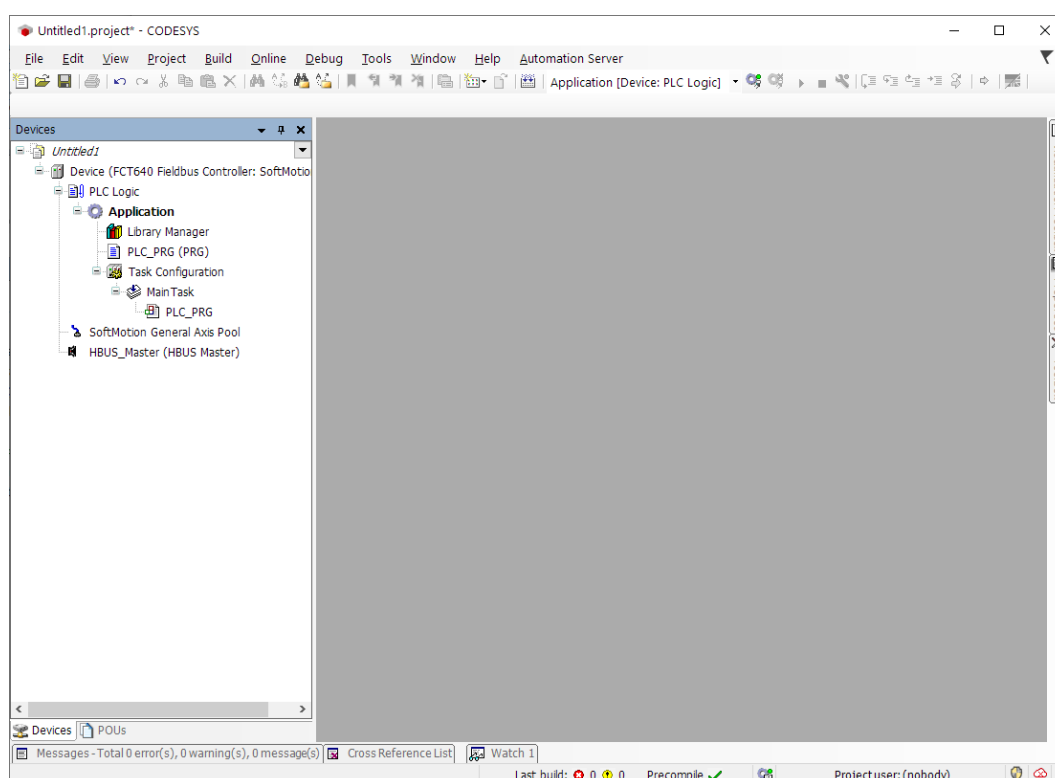 Untitled1.project* - CODESYS
File Edit View Project Build Online Debug Tools Window Help Automation Server
Application [Device: PLC Logic]
Devices
Untitled1
Device (FCT640 Fieldbus Controller: SoftMotio
PLC Logic
Application
Library Manager
PLC_PRG (PRG)
Task Configuration
MainTask
PLC_PRG
SoftMotion General Axis Pool
HBUS_Master (HBUS Master)
Devices POUs
Messages - Total 0 error(s), 0 warning(s), 0 message(s) Cross Reference List Watch 1
Last build: 0 0 Precompile Project user: (nobody)